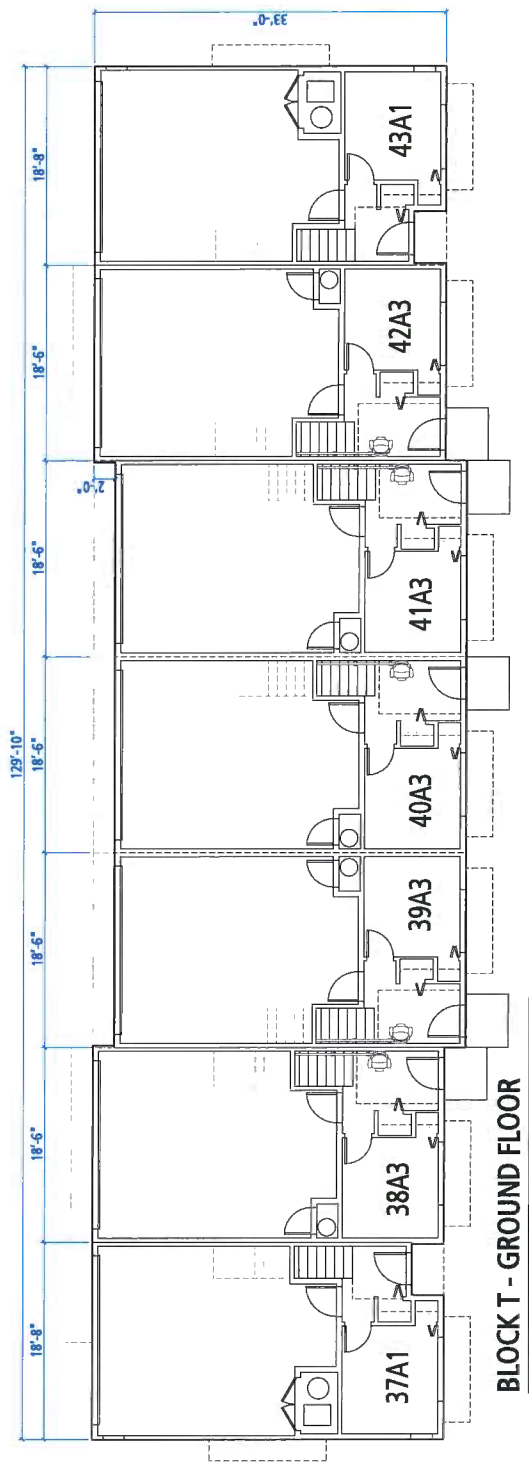 129'-10"
18'-8" 18'-6" 18'-6" 18'-6" 18'-6" 18'-6" 18'-8"
2'-0"
33'-0"
37A1 38A3 39A3 40A3 41A3 42A3 43A1
BLOCK T - GROUND FLOOR